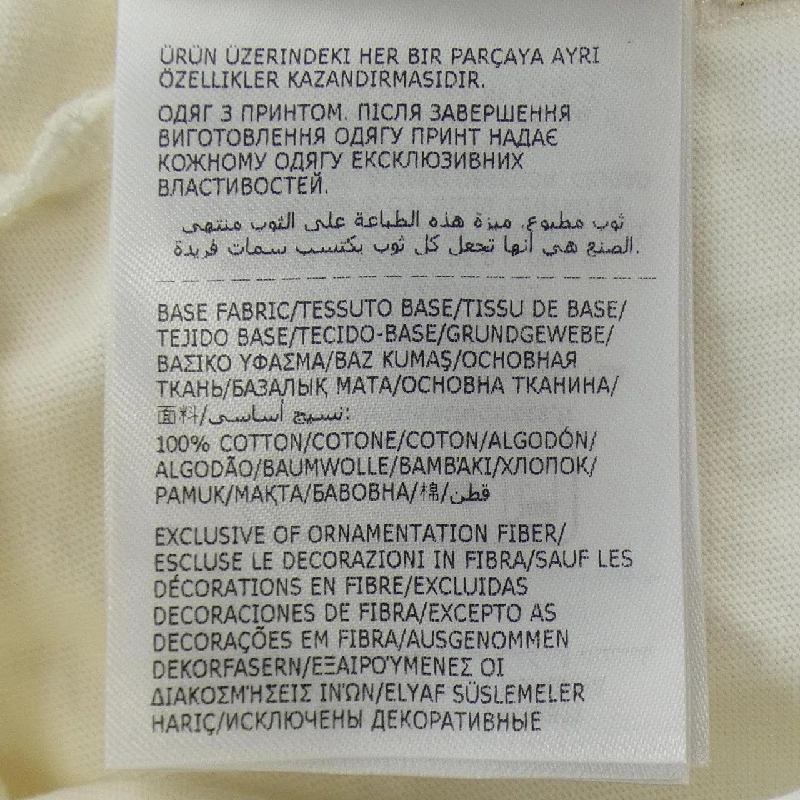 ÜRÜN ÜZERINDEKI HER BIR PARÇAYA AYRI
ÖZELLIKLER KAZANDIRMASIDIR.
ОДЯГ З ПРИНТОМ. ПІСЛЯ ЗАВЕРШЕННЯ
ВИГОТОВЛЕННЯ ОДЯГУ ПРИНТ НАДАЄ
КОЖНОМУ ОДЯГУ ЕКСКЛЮЗИВНИХ
ВЛАСТИВОСТЕЙ.
ثوب مطبوع. ميزة هذه الطباعة على الثوب منتهى
الصنع هي أنها تجعل كل ثوب يكتسب سمات فريدة.
BASE FABRIC/TESSUTO BASE/TISSU DE BASE/
TEJIDO BASE/TECIDO-BASE/GRUNDGEWEBE/
ΒΑΣΙΚΟ ΥΦΑΣΜΑ/BAZ KUMAŞ/ОСНОВНАЯ
ТКАНЬ/БАЗАЛЫҚ МАТА/ОСНОВНА ТКАНИНА/
面料/نسيج أساسي:
100% COTTON/COTONE/COTON/ALGODÓN/
ALGODÃO/BAUMWOLLE/ΒΑΜΒΆΚΙ/ХЛОПОК/
PAMUK/МАҚТА/БАВОВНА/棉/قطن
EXCLUSIVE OF ORNAMENTATION FIBER/
ESCLUSE LE DECORAZIONI IN FIBRA/SAUF LES
DÉCORATIONS EN FIBRE/EXCLUIDAS
DECORACIONES DE FIBRA/EXCEPTO AS
DECORAÇÕES EM FIBRA/AUSGENOMMEN
DEKORFASERN/ΕΞΑΙΡΟΎΜΕΝΕΣ ΟΙ
ΔΙΑΚΟΣΜΉΣΕΙΣ ΙΝΏΝ/ELYAF SÜSLEMELER
HARIÇ/ИСКЛЮЧЕНЫ ДЕКОРАТИВНЫЕ